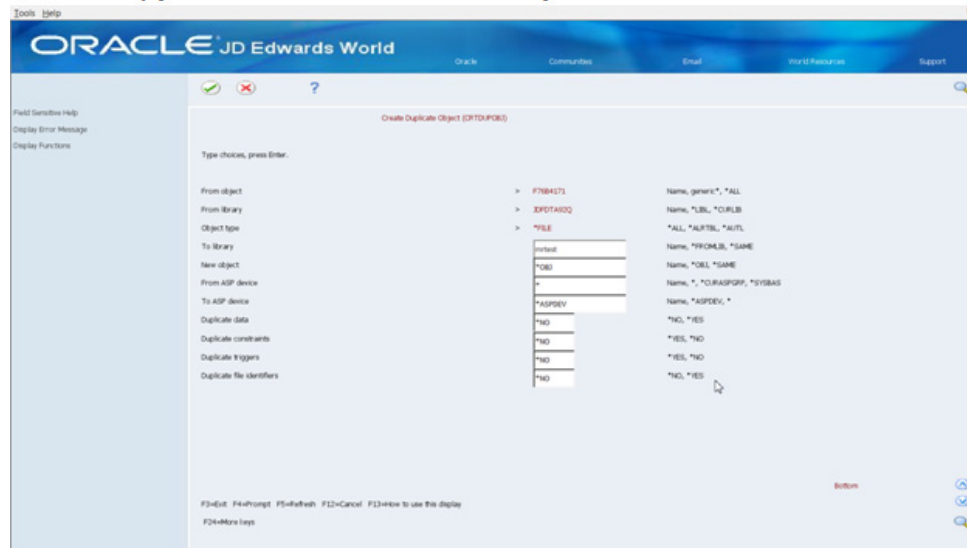 Tools Help
ORACLE JD Edwards World
Oracle Communities Email World Resources Support
?
Field Sensitive Help
Display Error Message
Display Functions
Create Duplicate Object (CRTDUPOBJ)
Type choices, press Enter.
From object > F76B4171 Name, generic*, *ALL
From library > Name, *LIBL, *CURLIB
Object type > *FILE *ALL, *ALRTBL, *AUTL
To library mrtest Name, *FROMLIB, *SAME
New object *OBJ Name, *OBJ, *SAME
From ASP device * Name, *, *CURASPGRP, *SYSBAS
To ASP device *ASPDEV Name, *ASPDEV, *
Duplicate data *NO *NO, *YES
Duplicate constraints *NO *YES, *NO
Duplicate triggers *NO *YES, *NO
Duplicate file identifiers *NO *NO, *YES
Bottom
F3=Exit F4=Prompt F5=Refresh F12=Cancel F13=How to use this display
F24=More keys